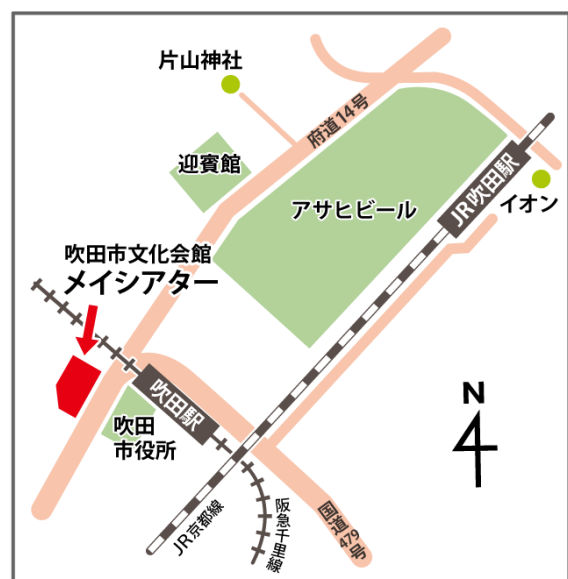 片山神社
府道14号
迎賓館
アサヒビール
JR吹田駅
イオン
吹田市文化会館
メイシアター
吹田駅
吹田
市役所
N
JR京都線
阪急千里線
国道
479
号